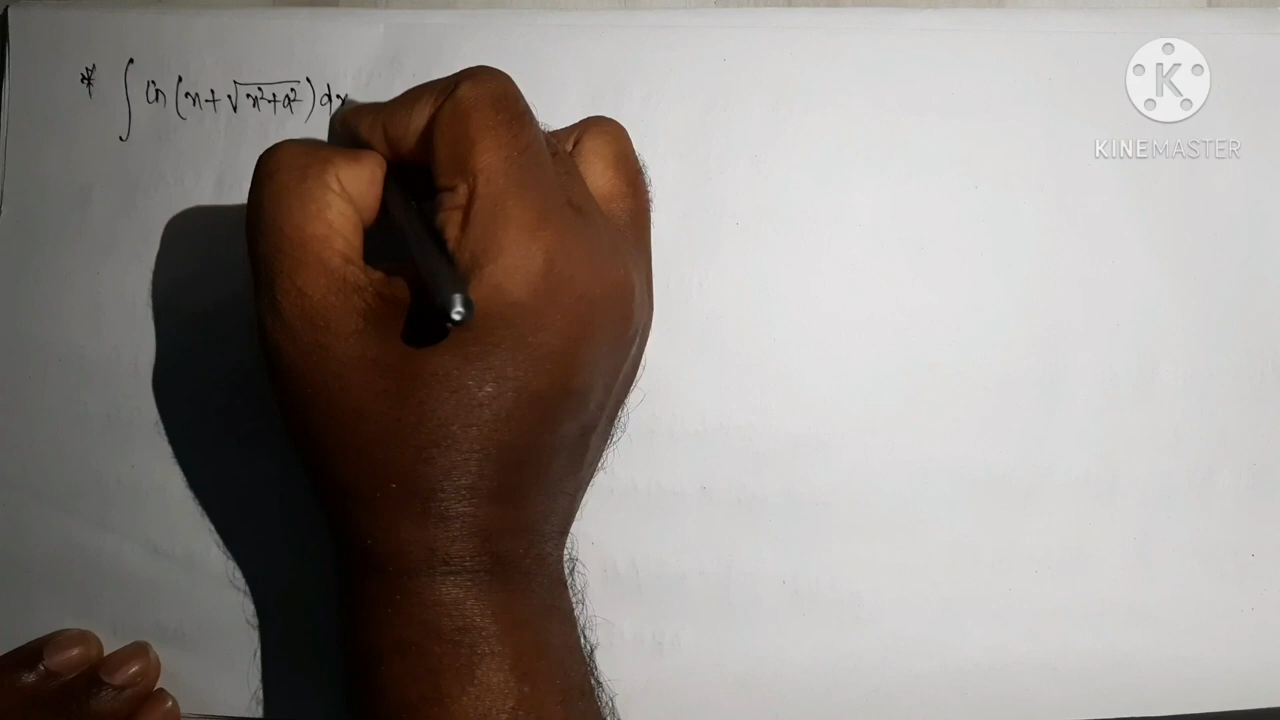 * ∫ ln (x + √x²+a²) dx
K
KINEMASTER